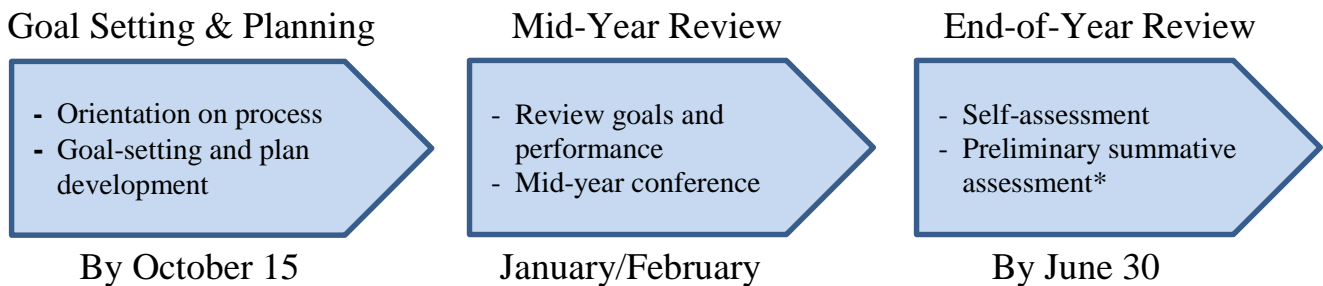 Goal Setting & Planning
- Orientation on process
- Goal-setting and plan
development
By October 15
Mid-Year Review
- Review goals and
performance
- Mid-year conference
January/February
End-of-Year Review
- Self-assessment
- Preliminary summative
assessment*
By June 30